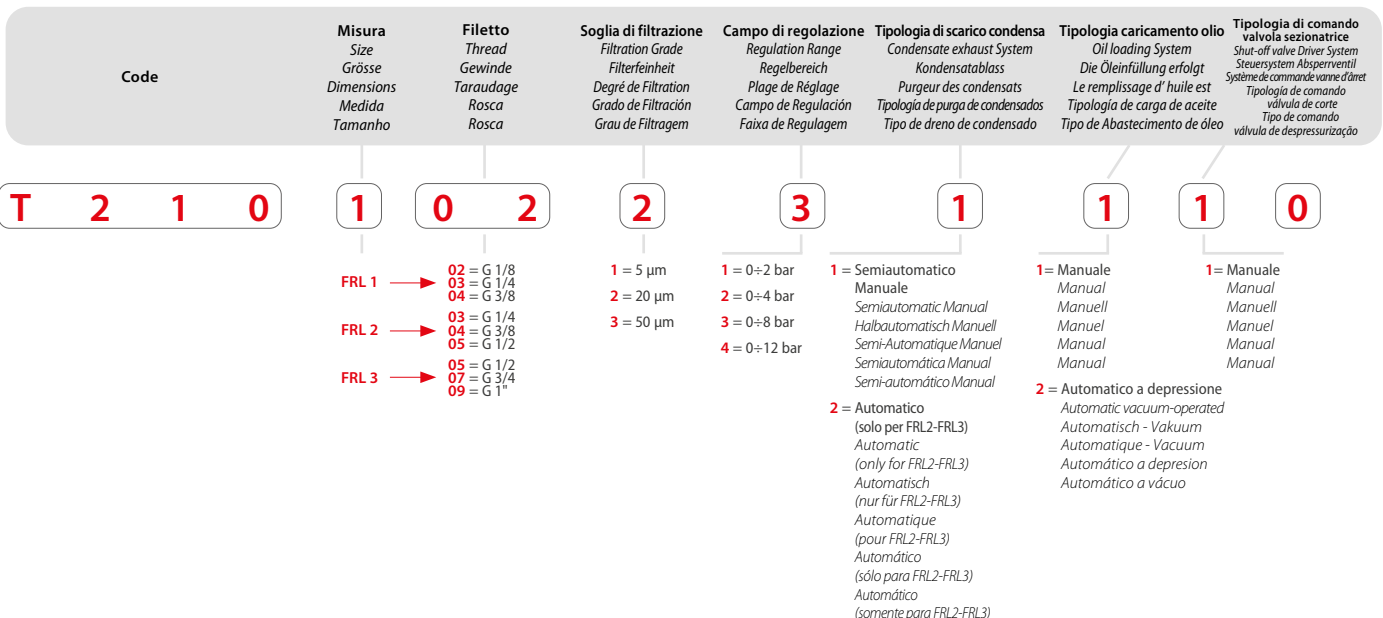 Code
Misura
Size
Grösse
Dimensions
Medida
Tamanho
Filetto
Thread
Gewinde
Taraudage
Rosca
Rosca
Soglia di filtrazione
Filtration Grade
Filterfeinheit
Degré de Filtration
Grado de Filtración
Grau de Filtragem
Campo di regolazione
Regulation Range
Regelbereich
Plage de Réglage
Campo de Regulación
Faixa de Regulagem
Tipologia di scarico condensa
Condensate exhaust System
Kondensatablass
Purgeur des condensats
Tipología de purga de condensados
Tipo de dreno de condensado
Tipologia caricamento olio
Oil loading System
Die Öleinfüllung erfolgt
Le remplissage d' huile est
Tipología de carga de aceite
Tipo de Abastecimento de óleo
Tipologia di comando
valvola sezionatrice
Shut-off valve Driver System
Steuersystem Absperrventil
Système de commande vanne d'àrret
Tipología de comando
válvula de corte
Tipo de comando
válvula de despressurização
T 2 1 0 1 0 2 2 3 1 1 1 0
FRL 1
02 = G 1/8
03 = G 1/4
04 = G 3/8
FRL 2
03 = G 1/4
04 = G 3/8
05 = G 1/2
FRL 3
05 = G 1/2
07 = G 3/4
09 = G 1"
1 = 5 µm
2 = 20 µm
3 = 50 µm
1 = 0÷2 bar
2 = 0÷4 bar
3 = 0÷8 bar
4 = 0÷12 bar
1 = Semiautomatico
Manuale
Semiautomatic Manual
Halbautomatisch Manuell
Semi-Automatique Manuel
Semiautomática Manual
Semi-automático Manual
2 = Automatico
(solo per FRL2-FRL3)
Automatic
(only for FRL2-FRL3)
Automatisch
(nur für FRL2-FRL3)
Automatique
(pour FRL2-FRL3)
Automático
(sólo para FRL2-FRL3)
Automático
(somente para FRL2-FRL3)
1= Manuale
Manual
Manuell
Manuel
Manual
Manual
2 = Automatico a depressione
Automatic vacuum-operated
Automatisch - Vakuum
Automatique - Vacuum
Automático a depresion
Automático a vácuo
1= Manuale
Manual
Manuell
Manuel
Manual
Manual